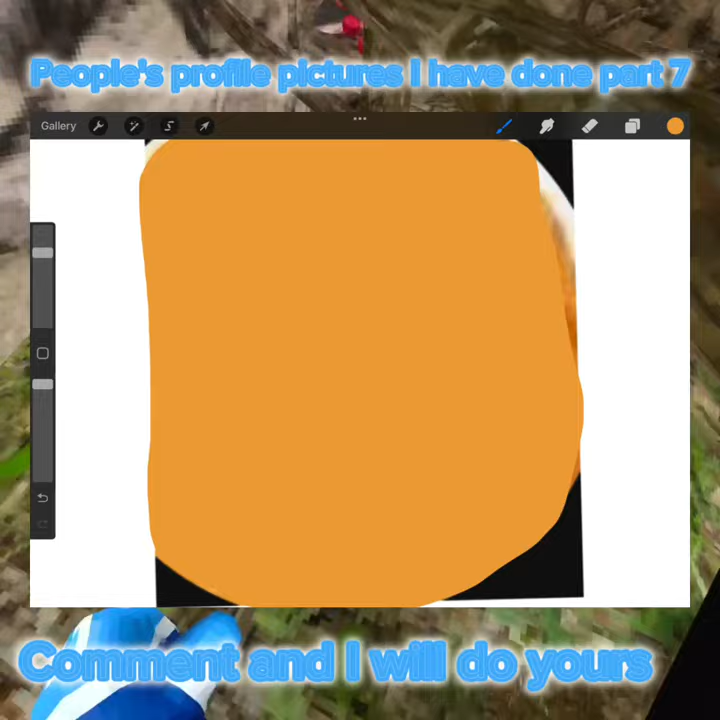 People's profile pictures I have done part 7
Gallery
Comment and I will do yours